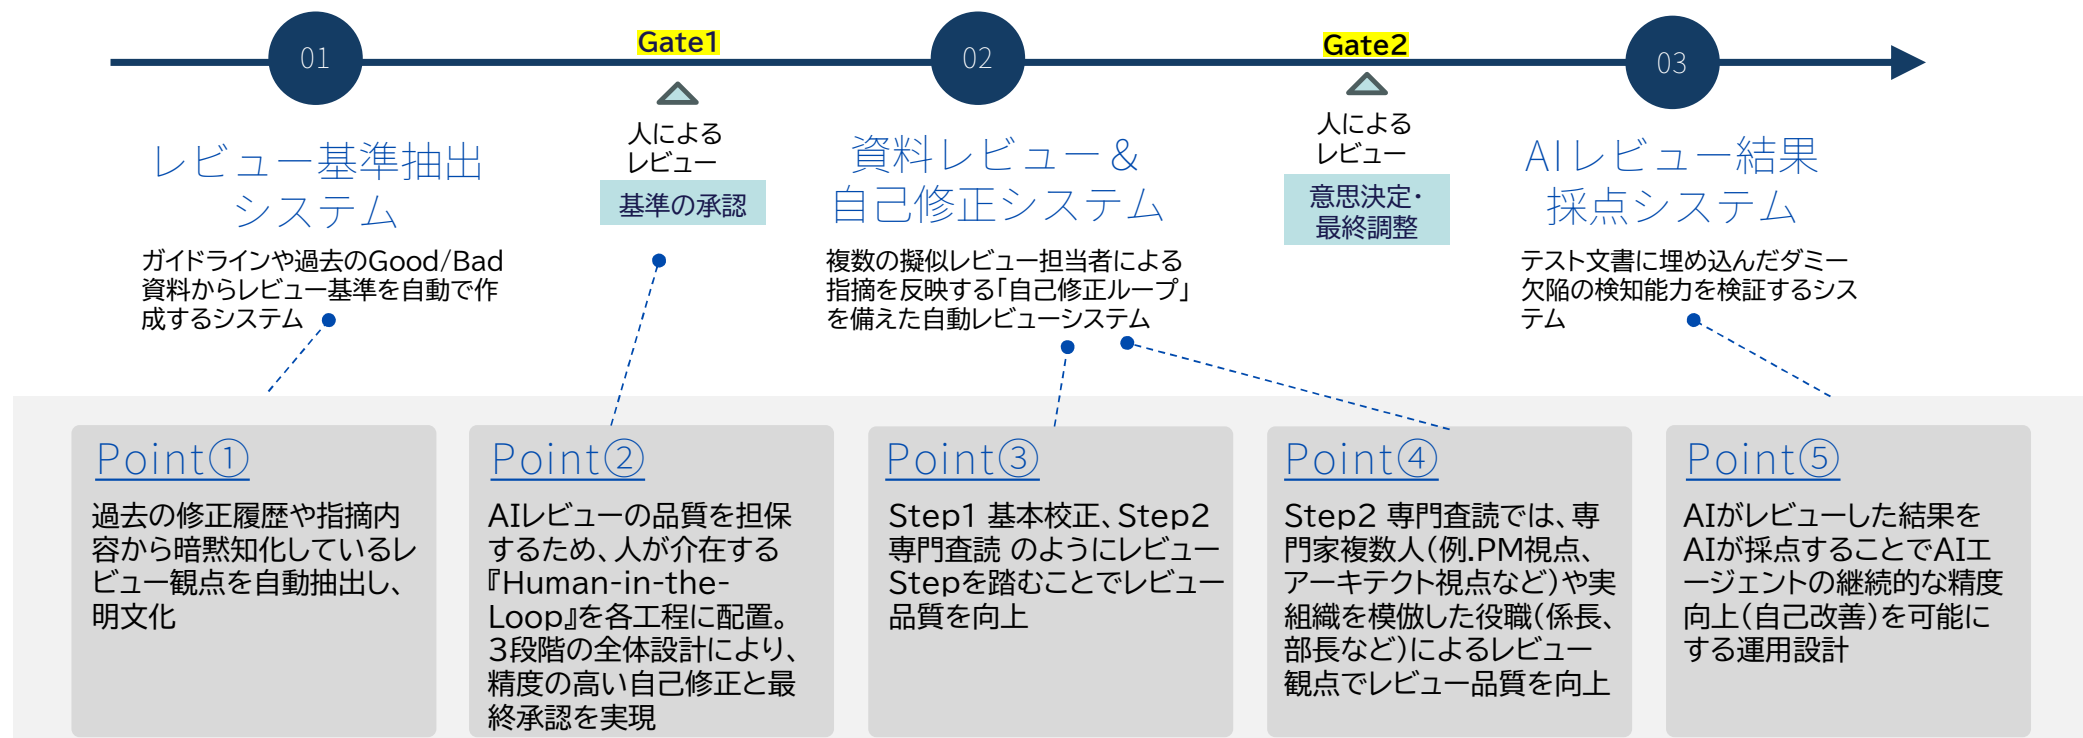 01
レビュー基準抽出
システム
ガイドラインや過去のGood/Bad
資料からレビュー基準を自動で作
成するシステム
Gate1
人による
レビュー
基準の承認
02
資料レビュー＆
自己修正システム
複数の擬似レビュー担当者による
指摘を反映する「自己修正ループ」
を備えた自動レビューシステム
Gate2
人による
レビュー
意思決定・
最終調整
03
AIレビュー結果
採点システム
テスト文書に埋め込んだダミー
欠陥の検知能力を検証するシス
テム
Point①
過去の修正履歴や指摘内
容から暗黙知化しているレ
ビュー観点を自動抽出し、
明文化
Point②
AIレビューの品質を担保
するため、人が介在する
『Human-in-the-
Loop』を各工程に配置。
３段階の全体設計により、
精度の高い自己修正と最
終承認を実現
Point③
Step1 基本校正、Step2
専門査読 のようにレビュー
Stepを踏むことでレビュー
品質を向上
Point④
Step2 専門査読では、専
門家複数人（例.PM視点、
アーキテクト視点など）や実
組織を模倣した役職（係長、
部長など）によるレビュー
観点でレビュー品質を向上
Point⑤
AIがレビューした結果を
AIが採点することでAIエ
ージェントの継続的な精度
向上（自己改善）を可能に
する運用設計